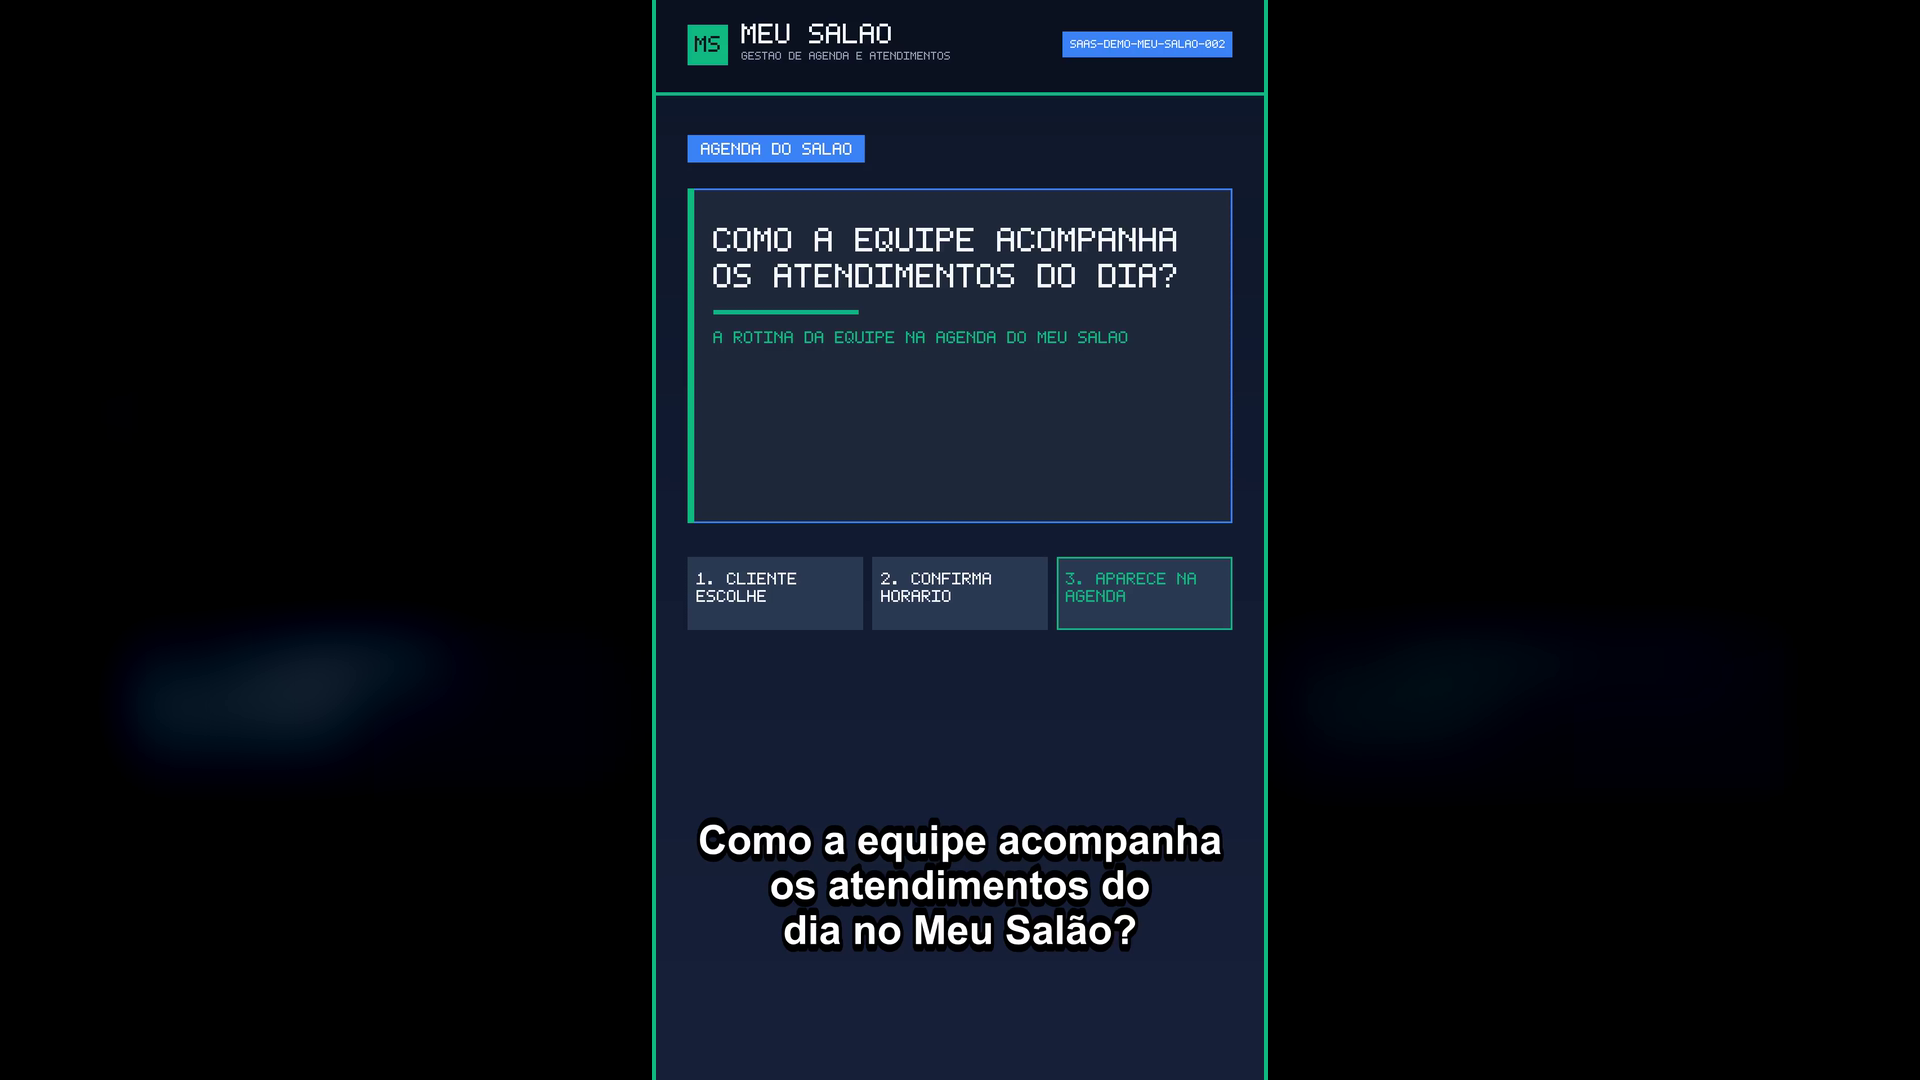 MS
MEU SALAO
GESTAO DE AGENDA E ATENDIMENTOS
SAAS-DEMO-MEU-SALAO-002
AGENDA DO SALAO
COMO A EQUIPE ACOMPANHA
OS ATENDIMENTOS DO DIA?
A ROTINA DA EQUIPE NA AGENDA DO MEU SALAO
1. CLIENTE
ESCOLHE
2. CONFIRMA
HORARIO
3. APARECE NA
AGENDA
Como a equipe acompanha
os atendimentos do
dia no Meu Salão?